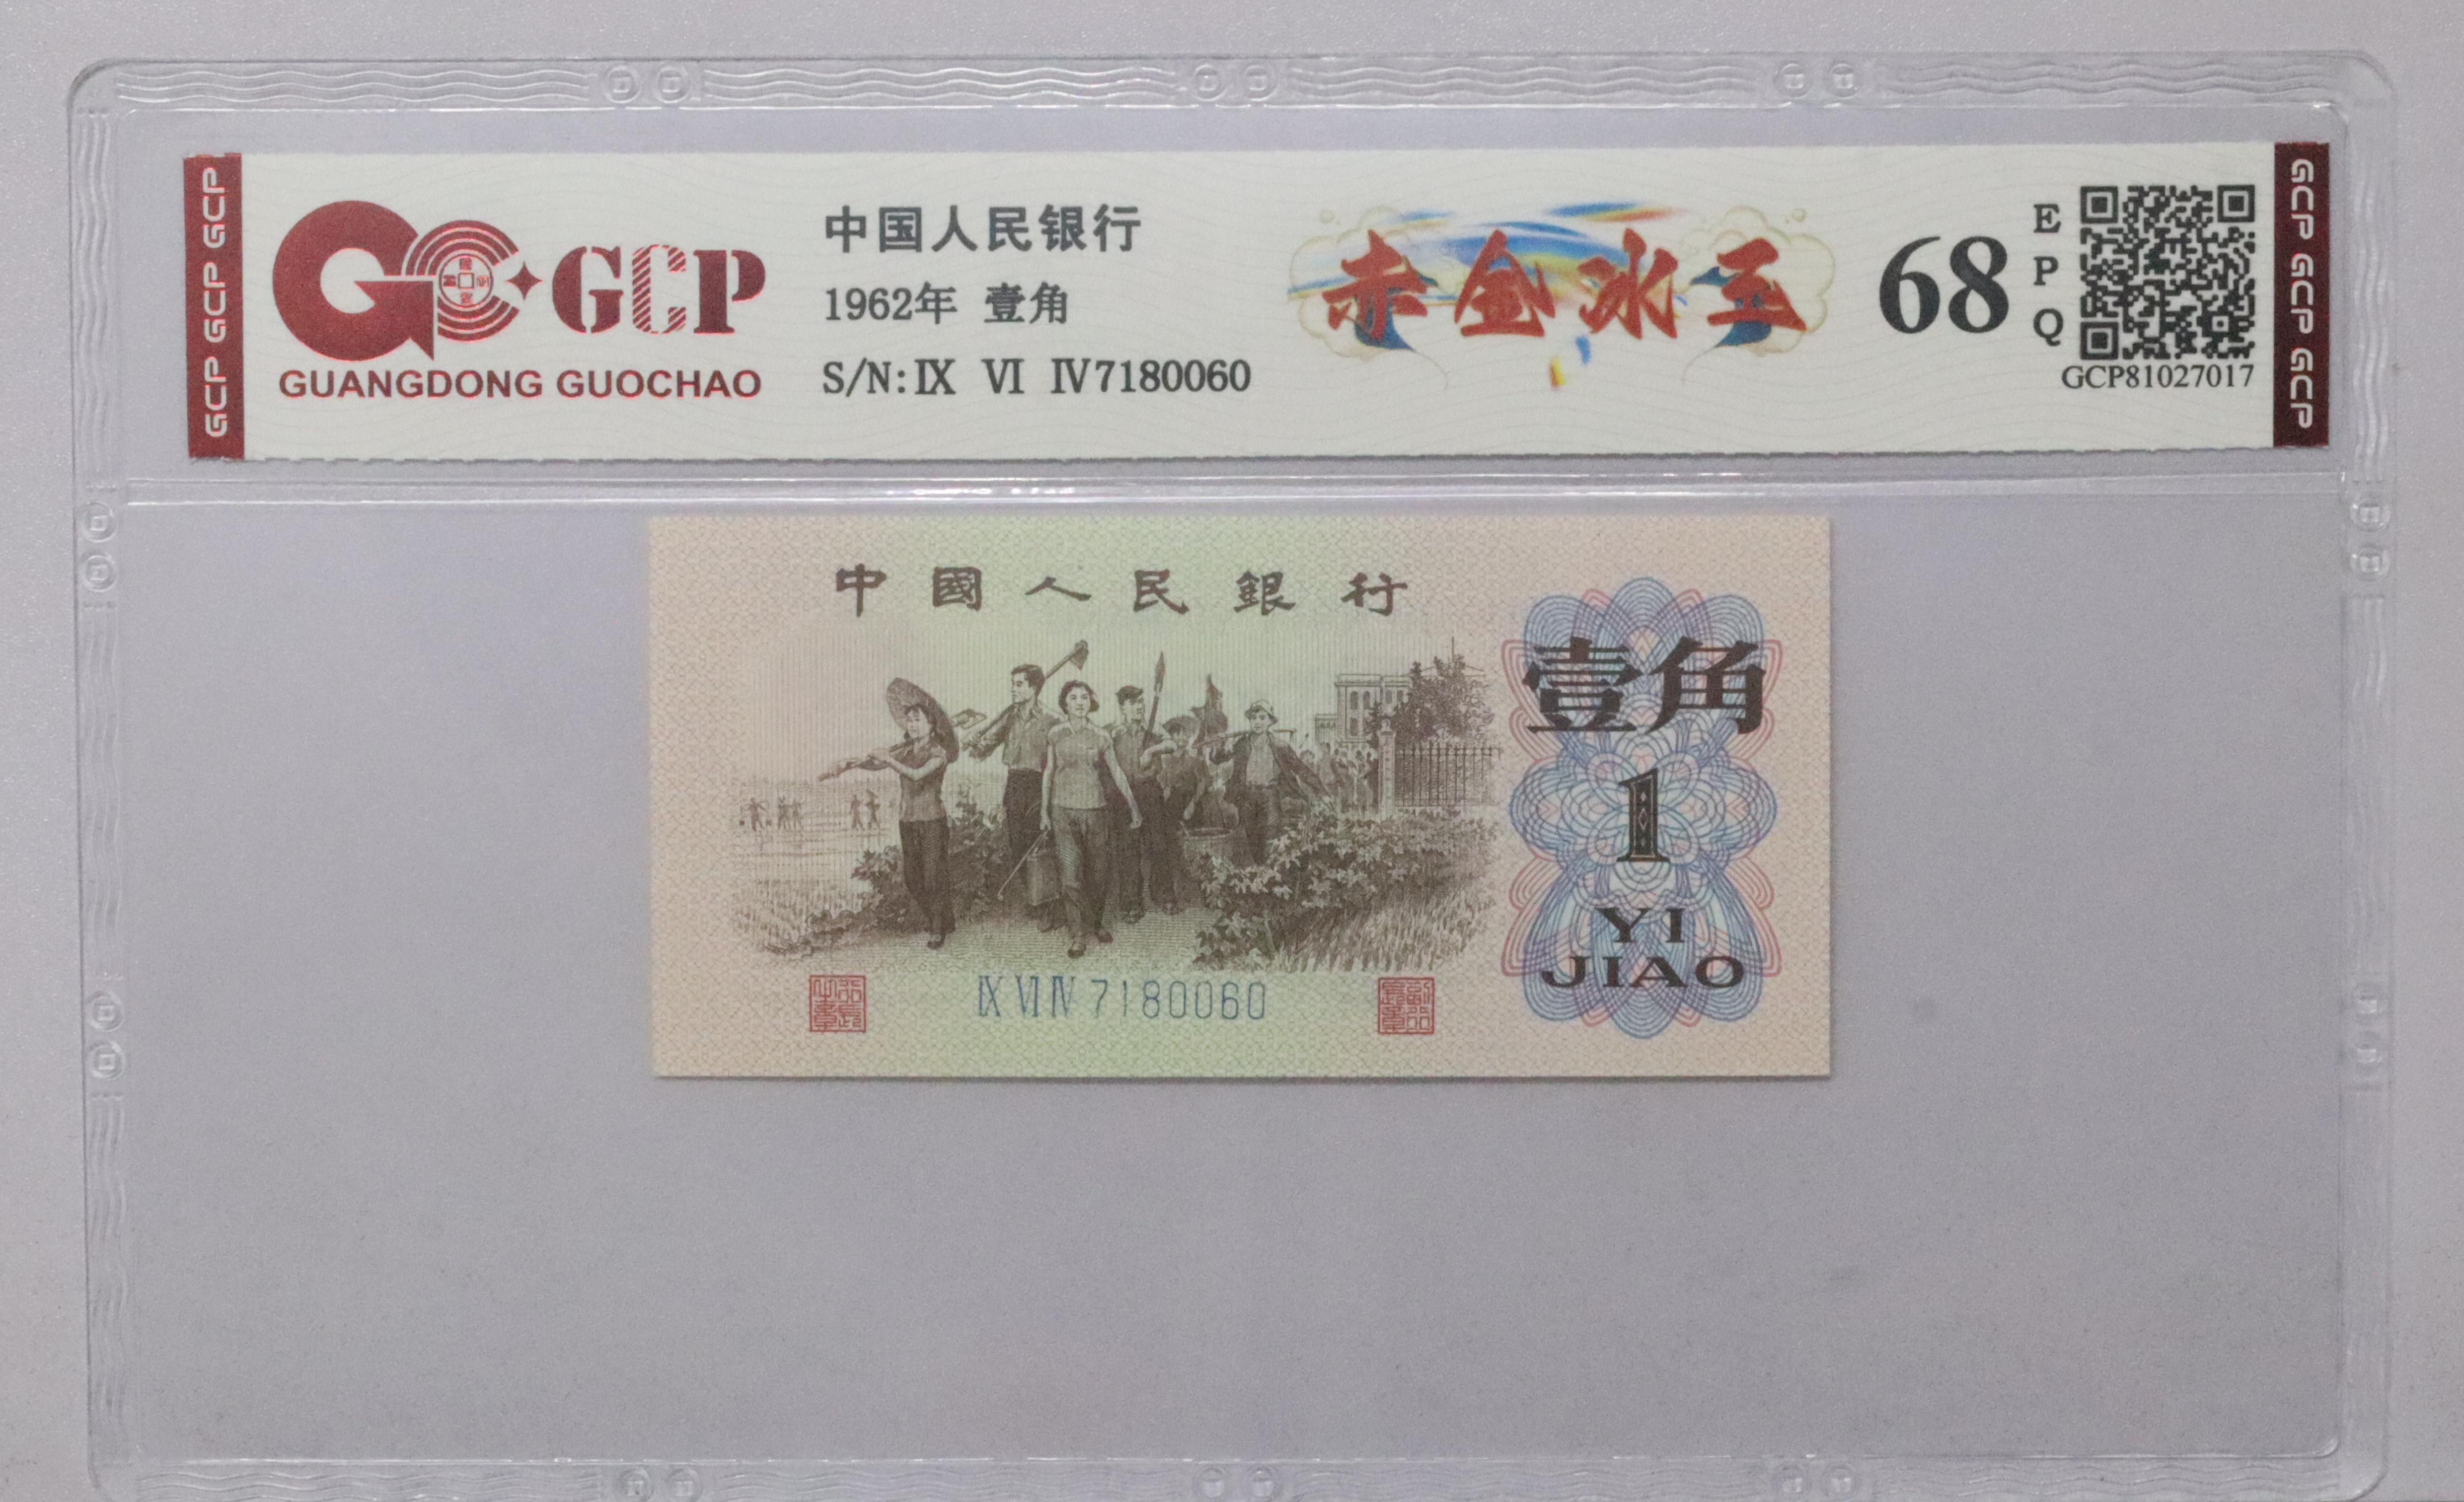 GCP GCP GCP
GCP
GUANGDONG GUOCHAO
中国人民银行
1962年 壹角
S/N:Ⅸ Ⅵ Ⅳ7180060
赤金冰王
68
E
P
Q
GCP81027017
GCP GCP GCP
中國人民銀行
壹角
1
YI
JIAO
Ⅸ Ⅵ Ⅳ 7180060